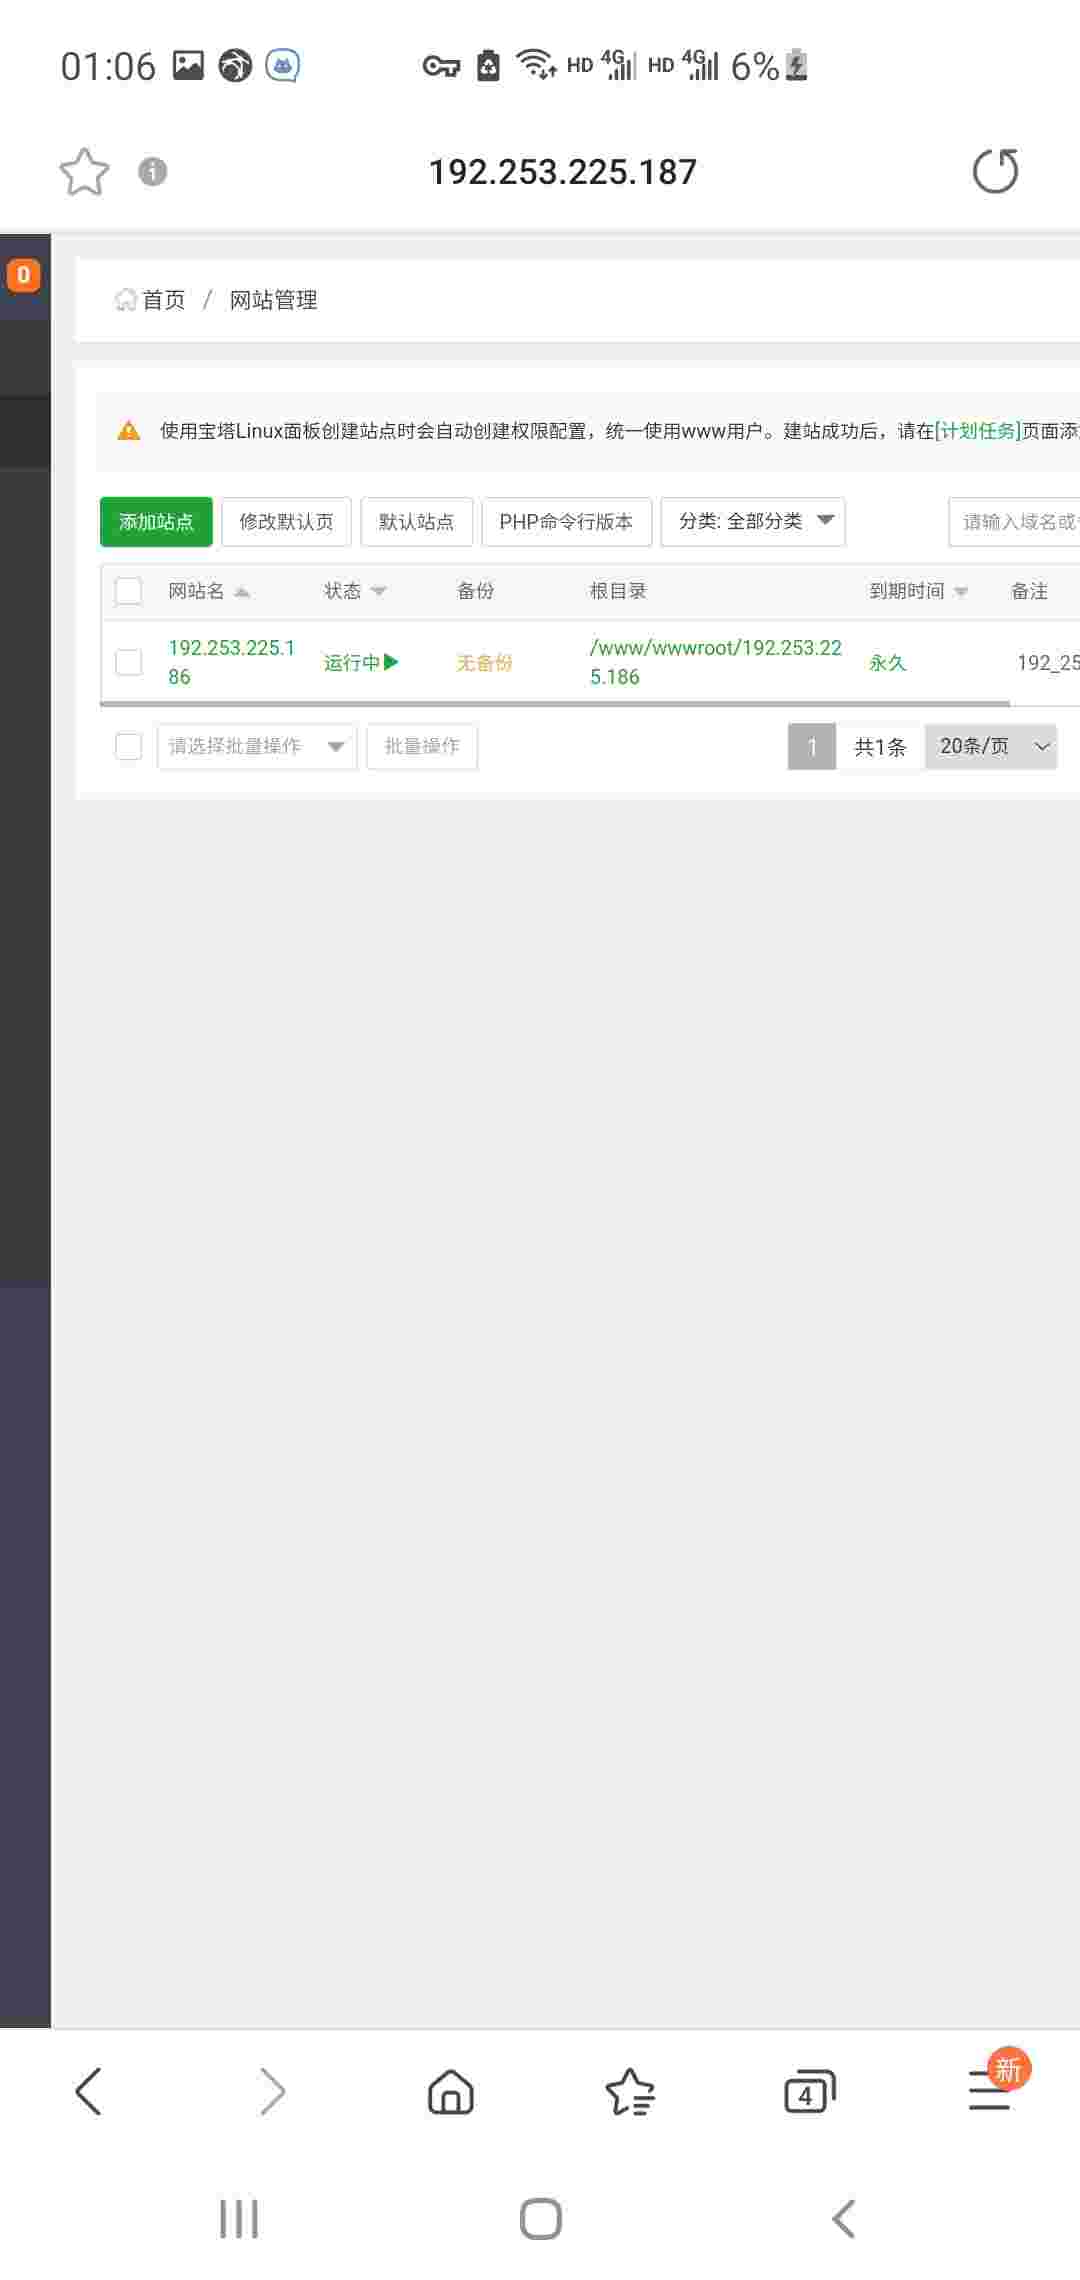 01:06 HD 4G HD 4G 6%
192.253.225.187
0
首页 / 网站管理
使用宝塔Linux面板创建站点时会自动创建权限配置，统一使用www用户。建站成功后，请在[计划任务]页面添
添加站点 修改默认页 默认站点 PHP命令行版本 分类: 全部分类 请输入域名或
网站名 状态 备份 根目录 到期时间 备注
192.253.225.1
86
运行中 无备份
/www/wwwroot/192.253.22
5.186
永久 192_25
请选择批量操作 批量操作 1 共1条 20条/页
4 新